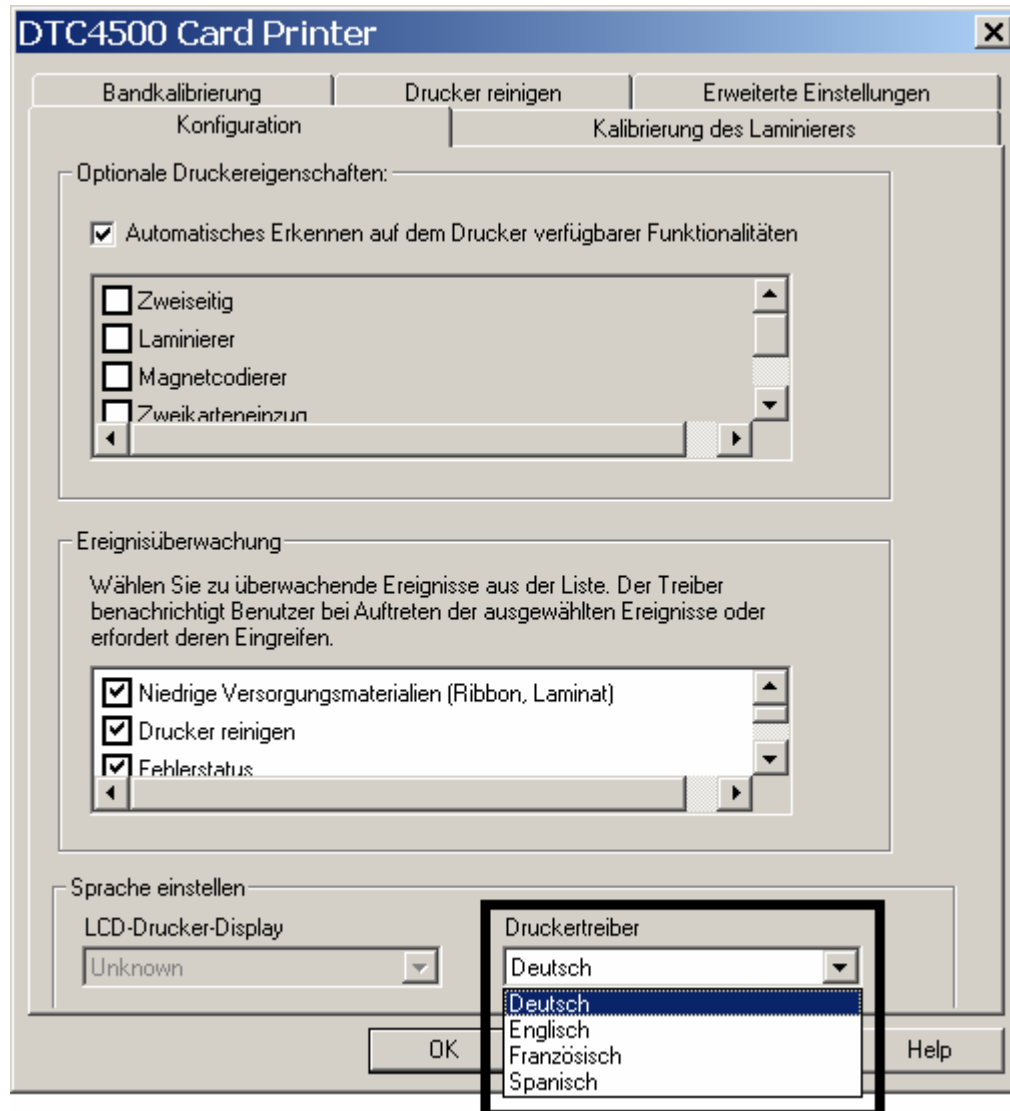 DTC4500 Card Printer
Bandkalibrierung
Drucker reinigen
Erweiterte Einstellungen
Konfiguration
Kalibrierung des Laminierers
Optionale Druckereigenschaften:
Automatisches Erkennen auf dem Drucker verfügbarer Funktionalitäten
Zweiseitig
Laminierer
Magnetcodierer
Zweikarteneinzug
Ereignisüberwachung
Wählen Sie zu überwachende Ereignisse aus der Liste. Der Treiber
benachrichtigt Benutzer bei Auftreten der ausgewählten Ereignisse oder
erfordert deren Eingreifen.
Niedrige Versorgungsmaterialien (Ribbon, Laminat)
Drucker reinigen
Fehlerstatus
Sprache einstellen
LCD-Drucker-Display
Unknown
Druckertreiber
Deutsch
Deutsch
Englisch
Französisch
Spanisch
OK
Help